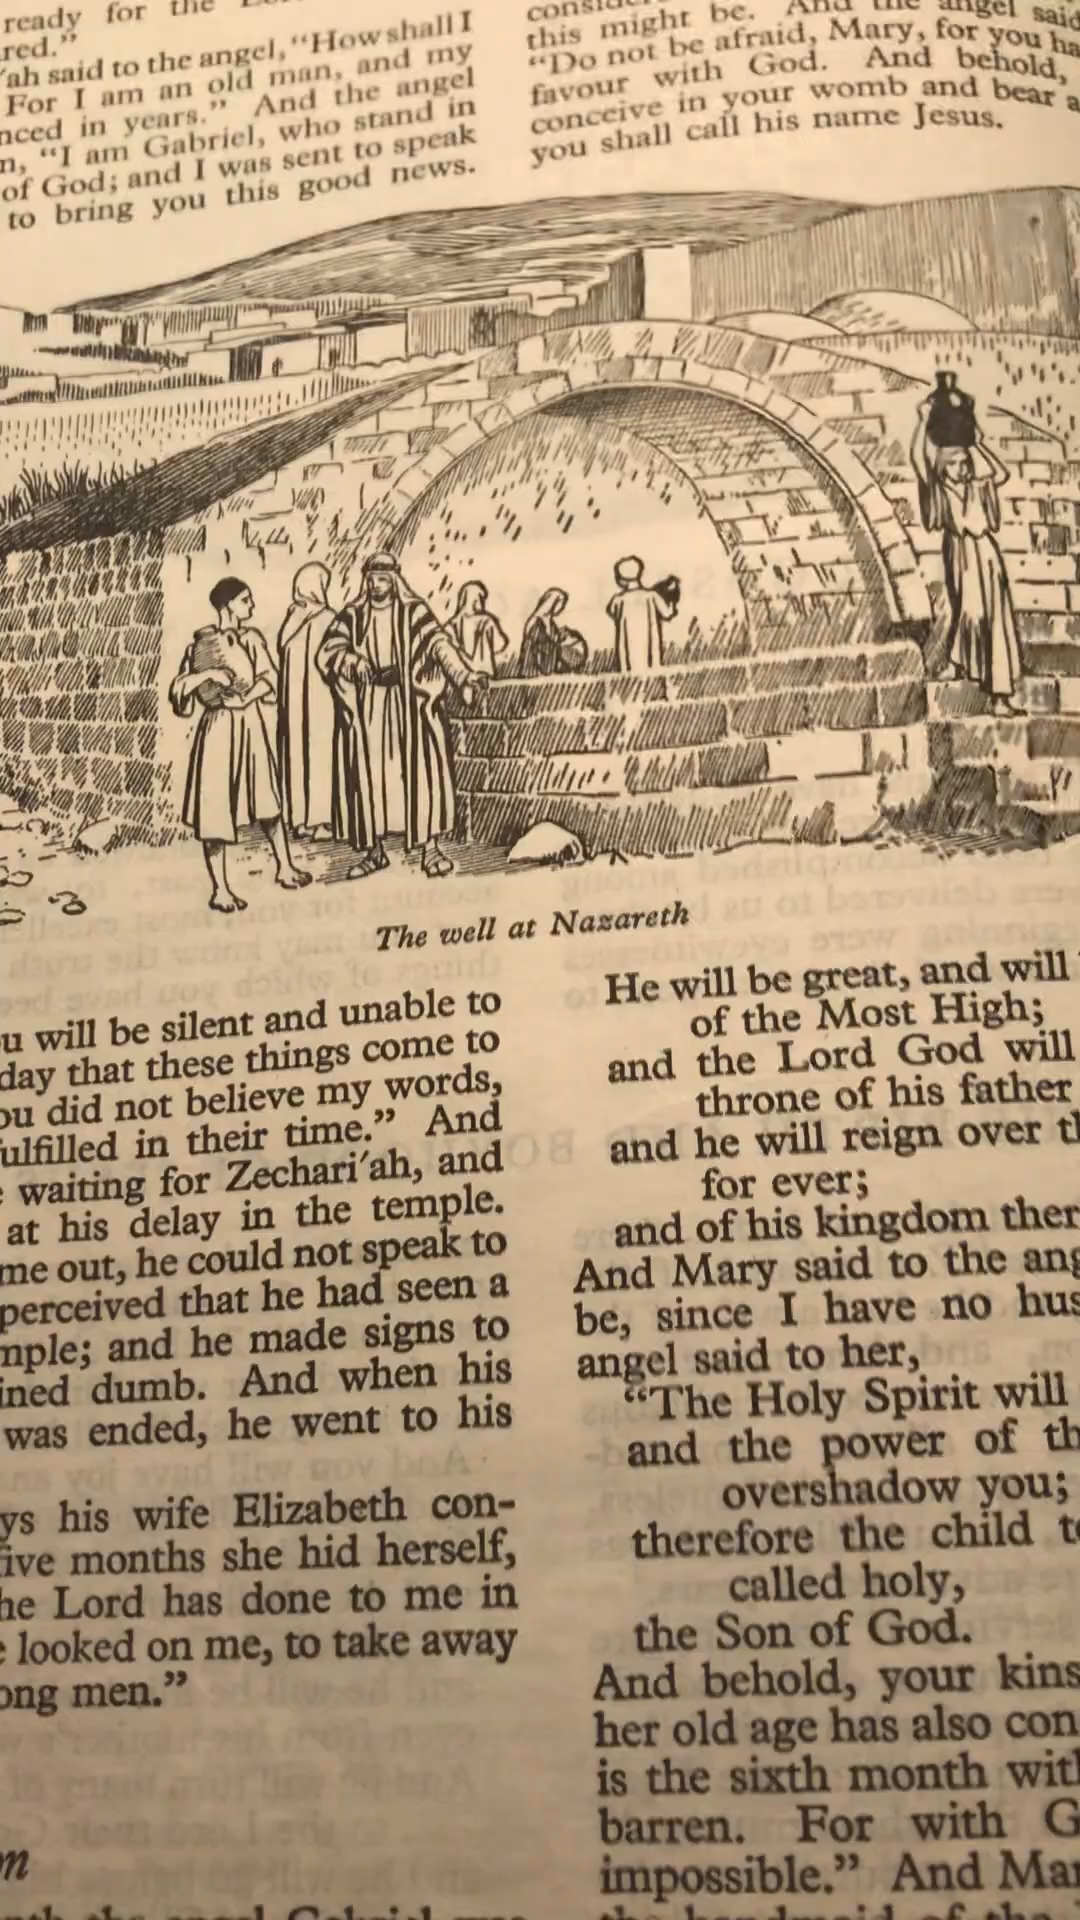 ready for the
red."
'ah said to the angel, "How shall I
For I am an old man, and my
nced in years." And the angel
n, "I am Gabriel, who stand in
of God; and I was sent to speak
to bring you this good news.
this might be. And the angel said
"Do not be afraid, Mary, for you ha
favour with God. And behold,
conceive in your womb and bear a
you shall call his name Jesus.
The well at Nazareth
u will be silent and unable to
day that these things come to
ou did not believe my words,
ulfilled in their time." And
waiting for Zechari'ah, and
at his delay in the temple.
me out, he could not speak to
perceived that he had seen a
mple; and he made signs to
ined dumb. And when his
was ended, he went to his
ys his wife Elizabeth con-
five months she hid herself,
he Lord has done to me in
e looked on me, to take away
ong men."
He will be great, and will
of the Most High;
and the Lord God will
throne of his father
and he will reign over th
for ever;
and of his kingdom ther
And Mary said to the ang
be, since I have no hus
angel said to her,
"The Holy Spirit will
and the power of th
overshadow you;
therefore the child to
called holy,
the Son of God.
And behold, your kins
her old age has also con
is the sixth month with
barren. For with G
impossible." And Mar